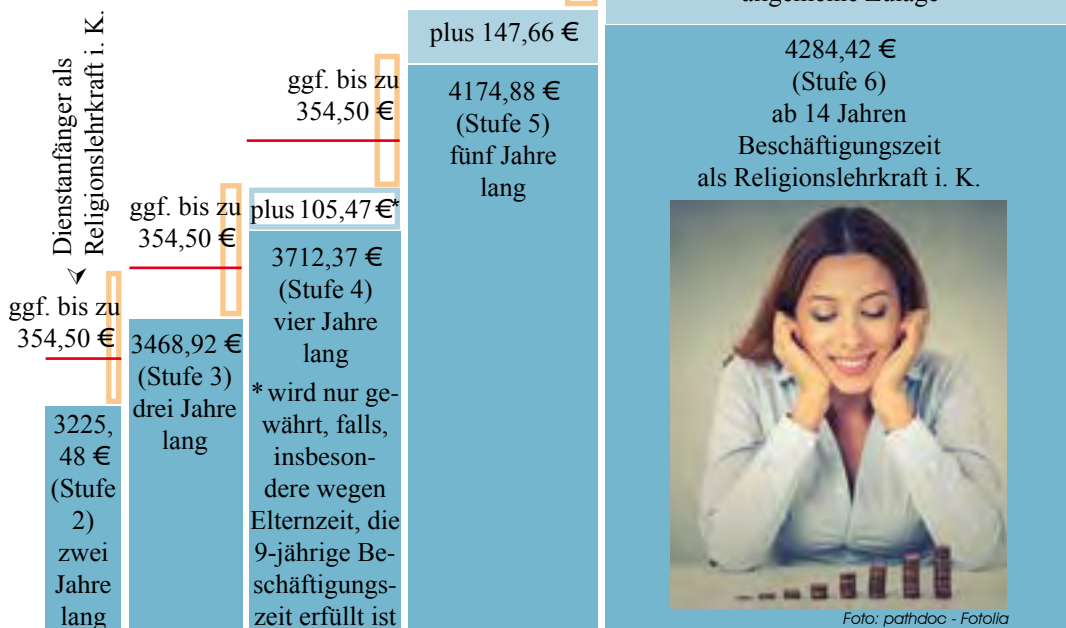 Dienstanfänger als
Religionslehrkraft i. K.
ggf. bis zu
354,50 €
3225,
48 €
(Stufe
2)
zwei
Jahre
lang
ggf. bis zu
354,50 €
3468,92 €
(Stufe 3)
drei Jahre
lang
ggf. bis zu
354,50 €
plus 105,47 €*
3712,37 €
(Stufe 4)
vier Jahre
lang
* wird nur ge-
währt, falls,
insbeson-
dere wegen
Elternzeit, die
9-jährige Be-
schäftigungs-
zeit erfüllt ist
plus 147,66 €
4174,88 €
(Stufe 5)
fünf Jahre
lang
4284,42 €
(Stufe 6)
ab 14 Jahren
Beschäftigungszeit
als Religionslehrkraft i. K.
Foto: pathdoc - Fotolia